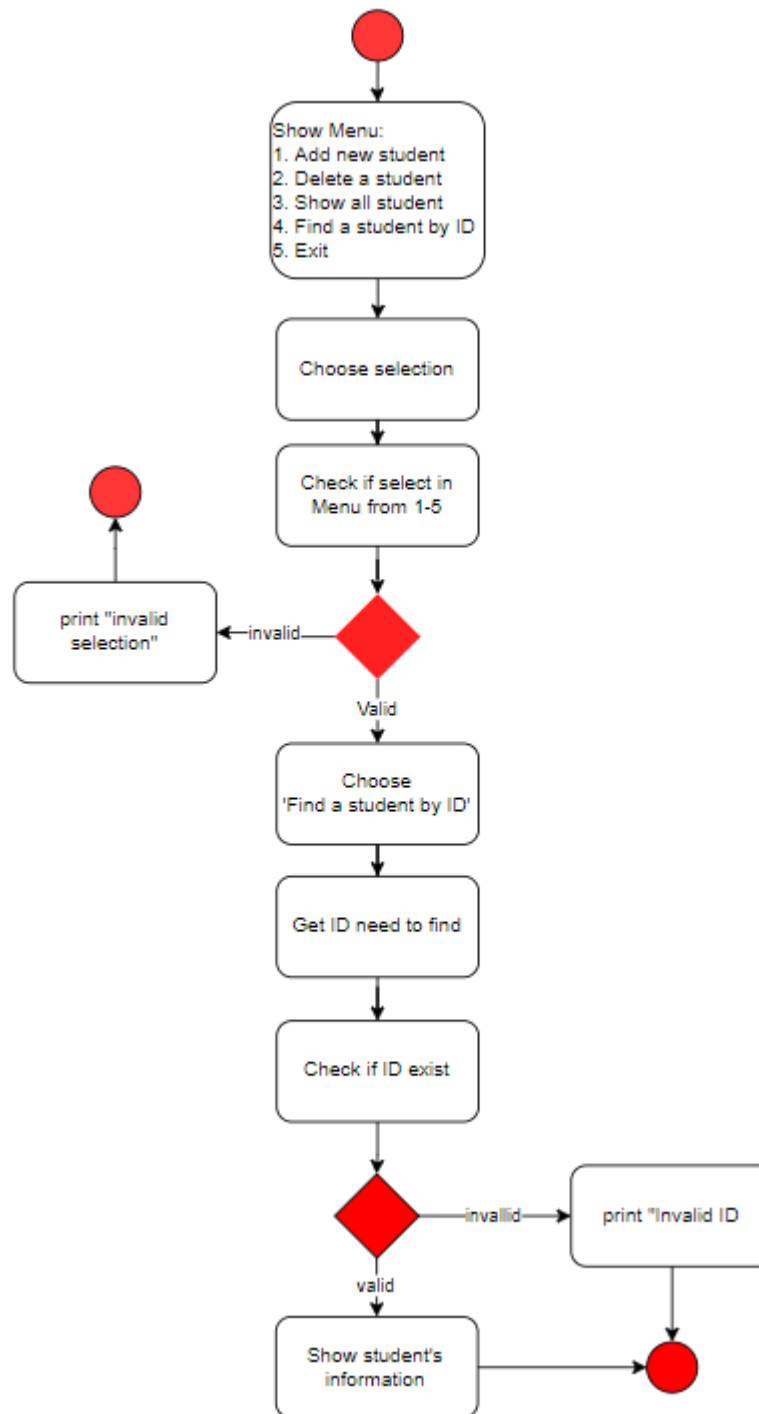 Show Menu:
1. Add new student
2. Delete a student
3. Show all student
4. Find a student by ID
5. Exit
Choose selection
Check if select in
Menu from 1-5
print "invalid
selection"
invalid
Valid
Choose
'Find a student by ID'
Get ID need to find
Check if ID exist
invallid
print "Invalid ID
valid
Show student's
information